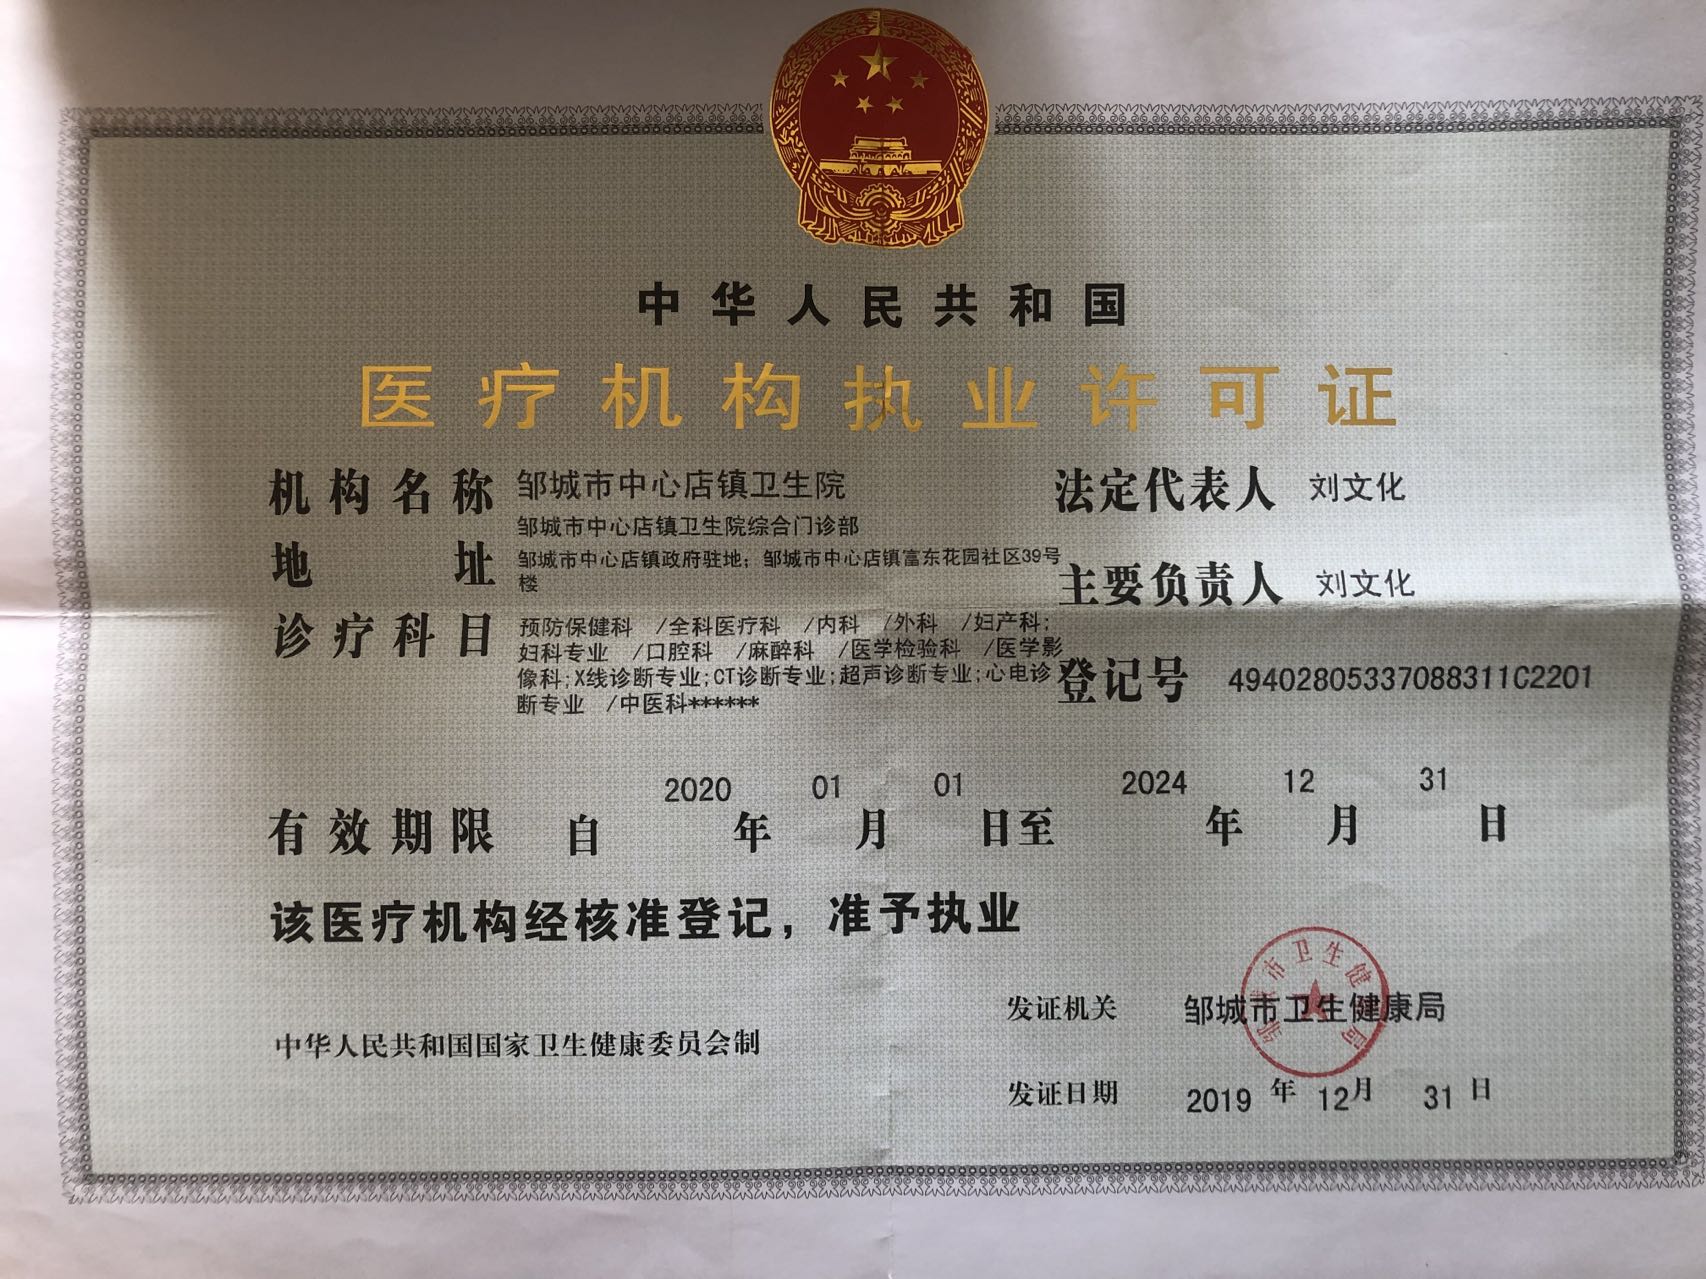 中华人民共和国
医疗机构执业许可证
机构名称 邹城市中心店镇卫生院
邹城市中心店镇卫生院综合门诊部
法定代表人 刘文化
地址 邹城市中心店镇政府驻地；邹城市中心店镇富东花园社区39号
楼
主要负责人 刘文化
诊疗科目 预防保健科 /全科医疗科 /内科 /外科 /妇产科;
妇科专业 /口腔科 /麻醉科 /医学检验科 /医学影
像科;X线诊断专业;CT诊断专业;超声诊断专业;心电诊
断专业 /中医科******
登记号 49402805337088311C2201
有效期限 自 2020 年 01 月 01 日至 2024 年 12 月 31 日
该医疗机构经核准登记，准予执业
发证机关 邹城市卫生健康局
邹城市卫生健康局
中华人民共和国国家卫生健康委员会制
发证日期 2019 年 12 月 31 日